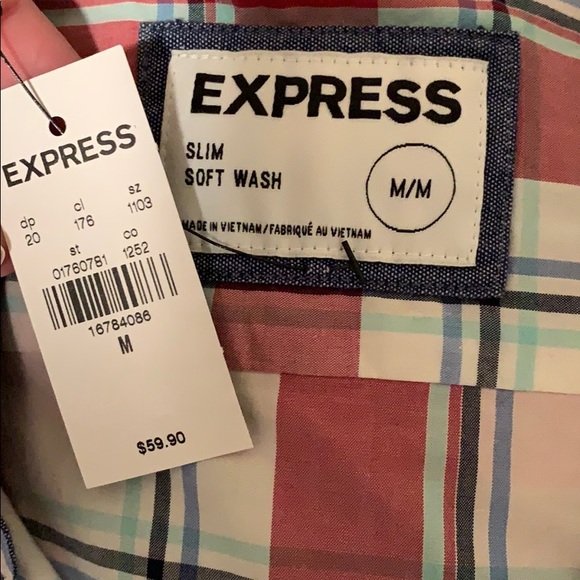 EXPRESS
dp cl sz
20 176 1103
st co
01760781 1252
16784086
M
$59.90
EXPRESS
SLIM
SOFT WASH
M/M
MADE IN VIETNAM/FABRIQUÉ AU VIETNAM